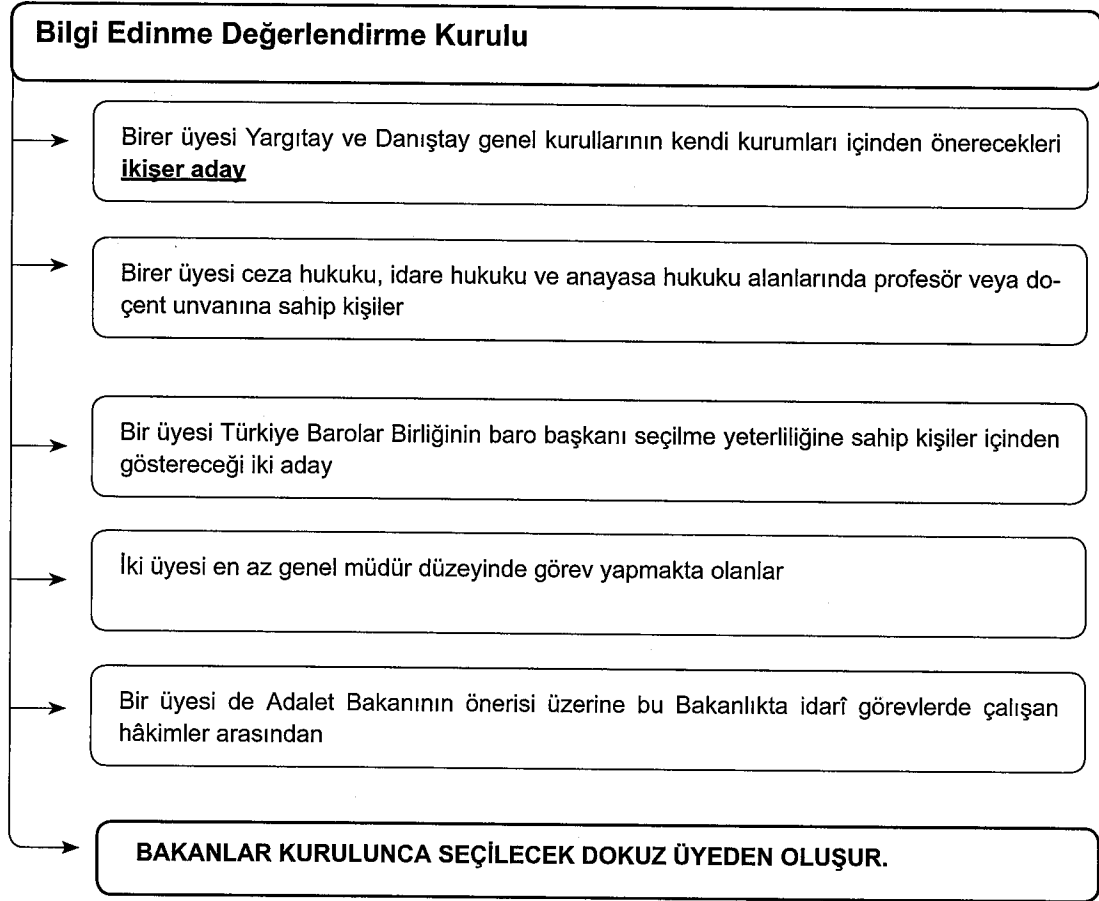 Bilgi Edinme Değerlendirme Kurulu
Birer üyesi Yargıtay ve Danıştay genel kurullarının kendi kurumları içinden önerecekleri
ikişer aday
Birer üyesi ceza hukuku, idare hukuku ve anayasa hukuku alanlarında profesör veya do-
çent unvanına sahip kişiler
Bir üyesi Türkiye Barolar Birliğinin baro başkanı seçilme yeterliliğine sahip kişiler içinden
göstereceği iki aday
İki üyesi en az genel müdür düzeyinde görev yapmakta olanlar
Bir üyesi de Adalet Bakanının önerisi üzerine bu Bakanlıkta idarî görevlerde çalışan
hâkimler arasından
BAKANLAR KURULUNCA SEÇİLECEK DOKUZ ÜYEDEN OLUŞUR.